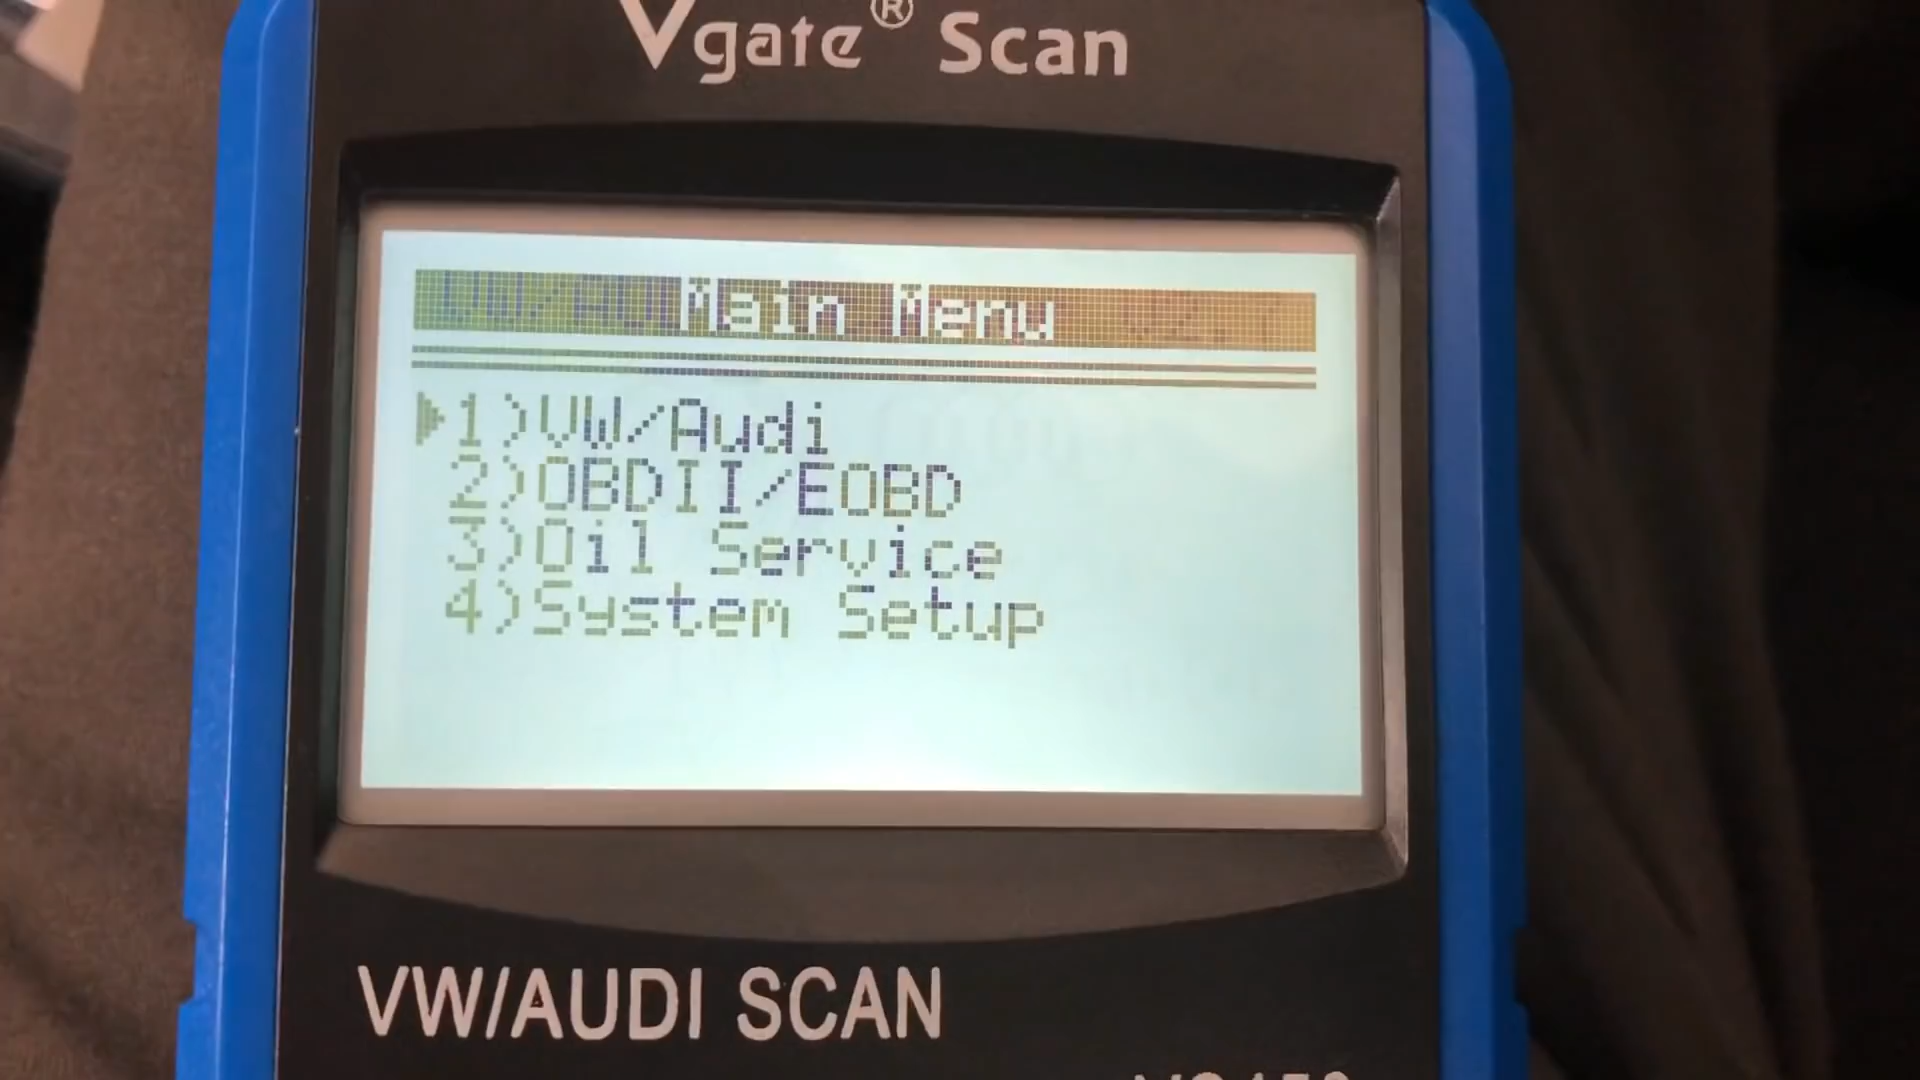 Vgate® Scan
Main Menu
1)VW/Audi
2)OBDII/EOBD
3)Oil Service
4)System Setup
VW/AUDI SCAN